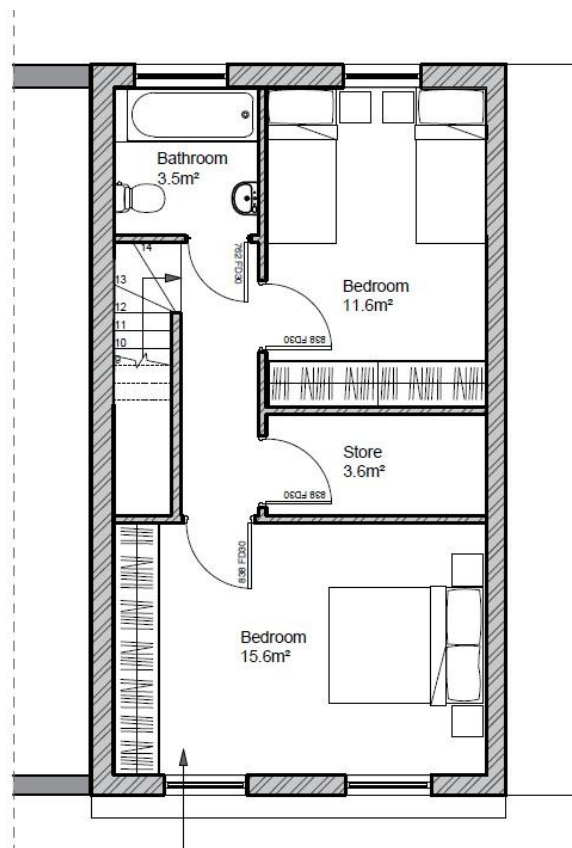 Bathroom
3.5m²
762 FD30
14
13
12
11
10
9
Bedroom
11.6m²
838 FD30
Store
3.6m²
838 FD30
838 FD30
Bedroom
15.6m²